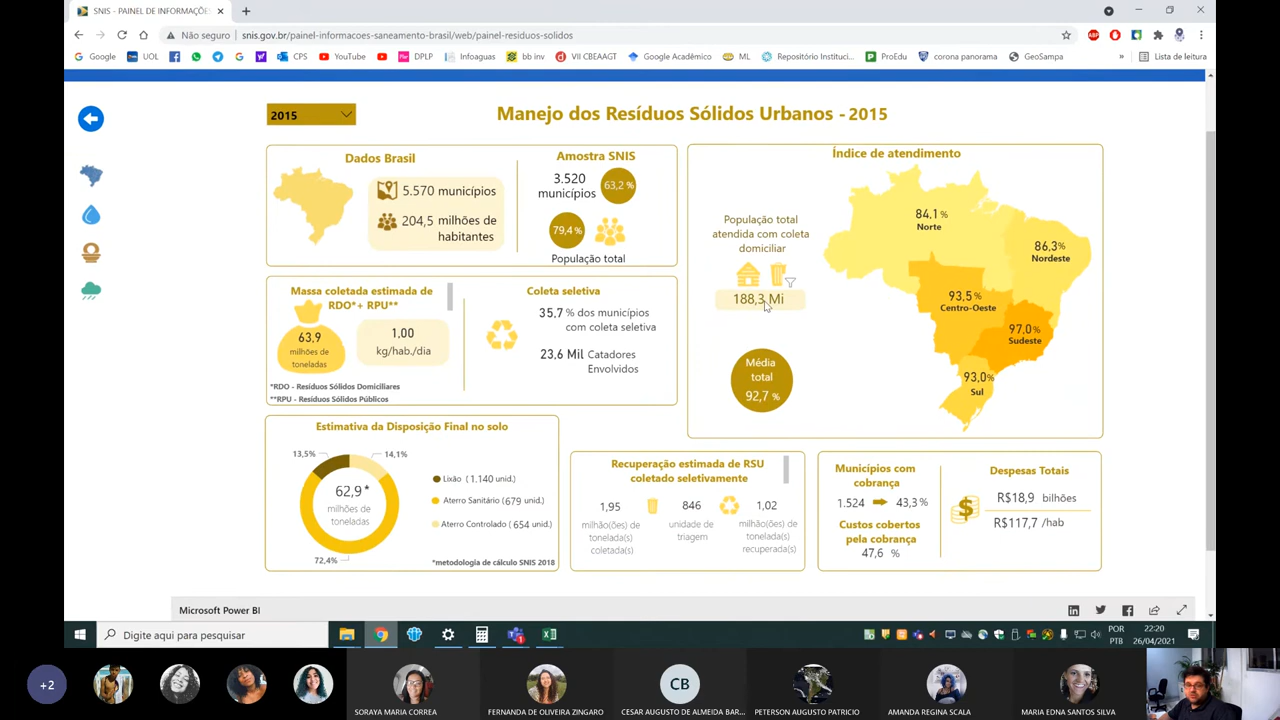 SNIS - PAINEL DE INFORMAÇÕE
Não seguro
snis.gov.br/painel-informacoes-saneamento-brasil/web/painel-residuos-solidos
Google
UOL
CPS
YouTube
DPLP
Infoaguas
bb inv
VII CBEAAGT
Google Acadêmico
ML
Repositório Instituci...
ProEdu
corona panorama
GeoSampa
»
Lista de leitura
2015
Manejo dos Resíduos Sólidos Urbanos - 2015
Dados Brasil
5.570 municípios
204,5 milhões de
habitantes
Amostra SNIS
3.520
municípios
63,2 %
79,4 %
População total
Massa coletada estimada de
RDO*+ RPU**
63,9
milhões de
toneladas
1,00
kg/hab./dia
*RDO - Resíduos Sólidos Domiciliares
**RPU - Resíduos Sólidos Públicos
Coleta seletiva
35,7 % dos municípios
com coleta seletiva
23,6 Mil Catadores
Envolvidos
Índice de atendimento
População total
atendida com coleta
domiciliar
188,3 Mi
Média
total
92,7 %
84,1 %
Norte
86,3%
Nordeste
93,5 %
Centro-Oeste
97,0%
Sudeste
93,0%
Sul
Estimativa da Disposição Final no solo
13,5%
14,1%
62,9 *
milhões de
toneladas
72,4%
Lixão (1.140 unid.)
Aterro Sanitário (679 unid.)
Aterro Controlado (654 unid.)
*metodologia de cálculo SNIS 2018
Recuperação estimada de RSU
coletado seletivamente
1,95
milhão(ões) de
tonelada(s)
coletada(s)
846
unidade de
triagem
1,02
milhão(ões) de
tonelada(s)
recuperada(s)
Municípios com
cobrança
1.524
43,3 %
Custos cobertos
pela cobrança
47,6 %
Despesas Totais
R$18,9 bilhões
R$117,7 /hab
Microsoft Power BI
Digite aqui para pesquisar
POR
PTB
22:20
26/04/2021
+2
SORAYA MARIA CORREA
FERNANDA DE OLIVEIRA ZINGARO
CB
CESAR AUGUSTO DE ALMEIDA BAR...
PETERSON AUGUSTO PATRICIO
AMANDA REGINA SCALA
MARIA EDNA SANTOS SILVA